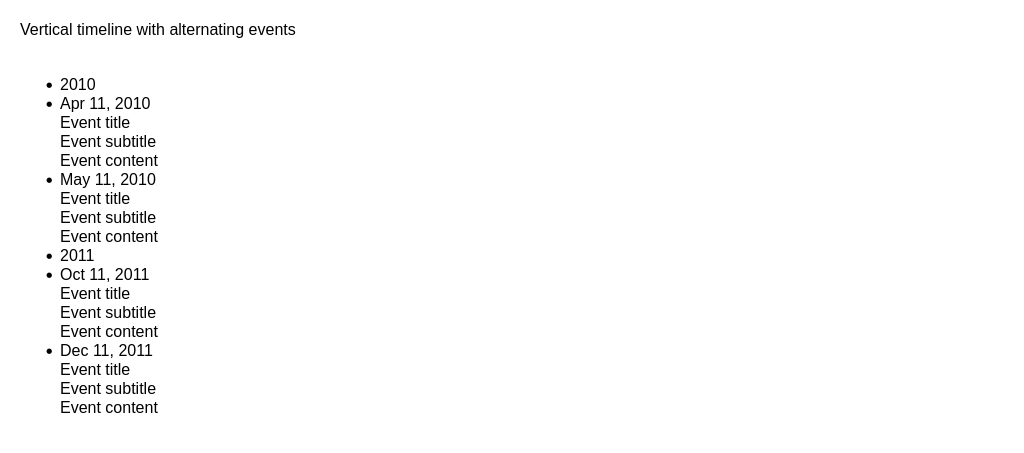 Vertical timeline with alternating events
• 2010
• Apr 11, 2010
Event title
Event subtitle
Event content
• May 11, 2010
Event title
Event subtitle
Event content
• 2011
• Oct 11, 2011
Event title
Event subtitle
Event content
• Dec 11, 2011
Event title
Event subtitle
Event content